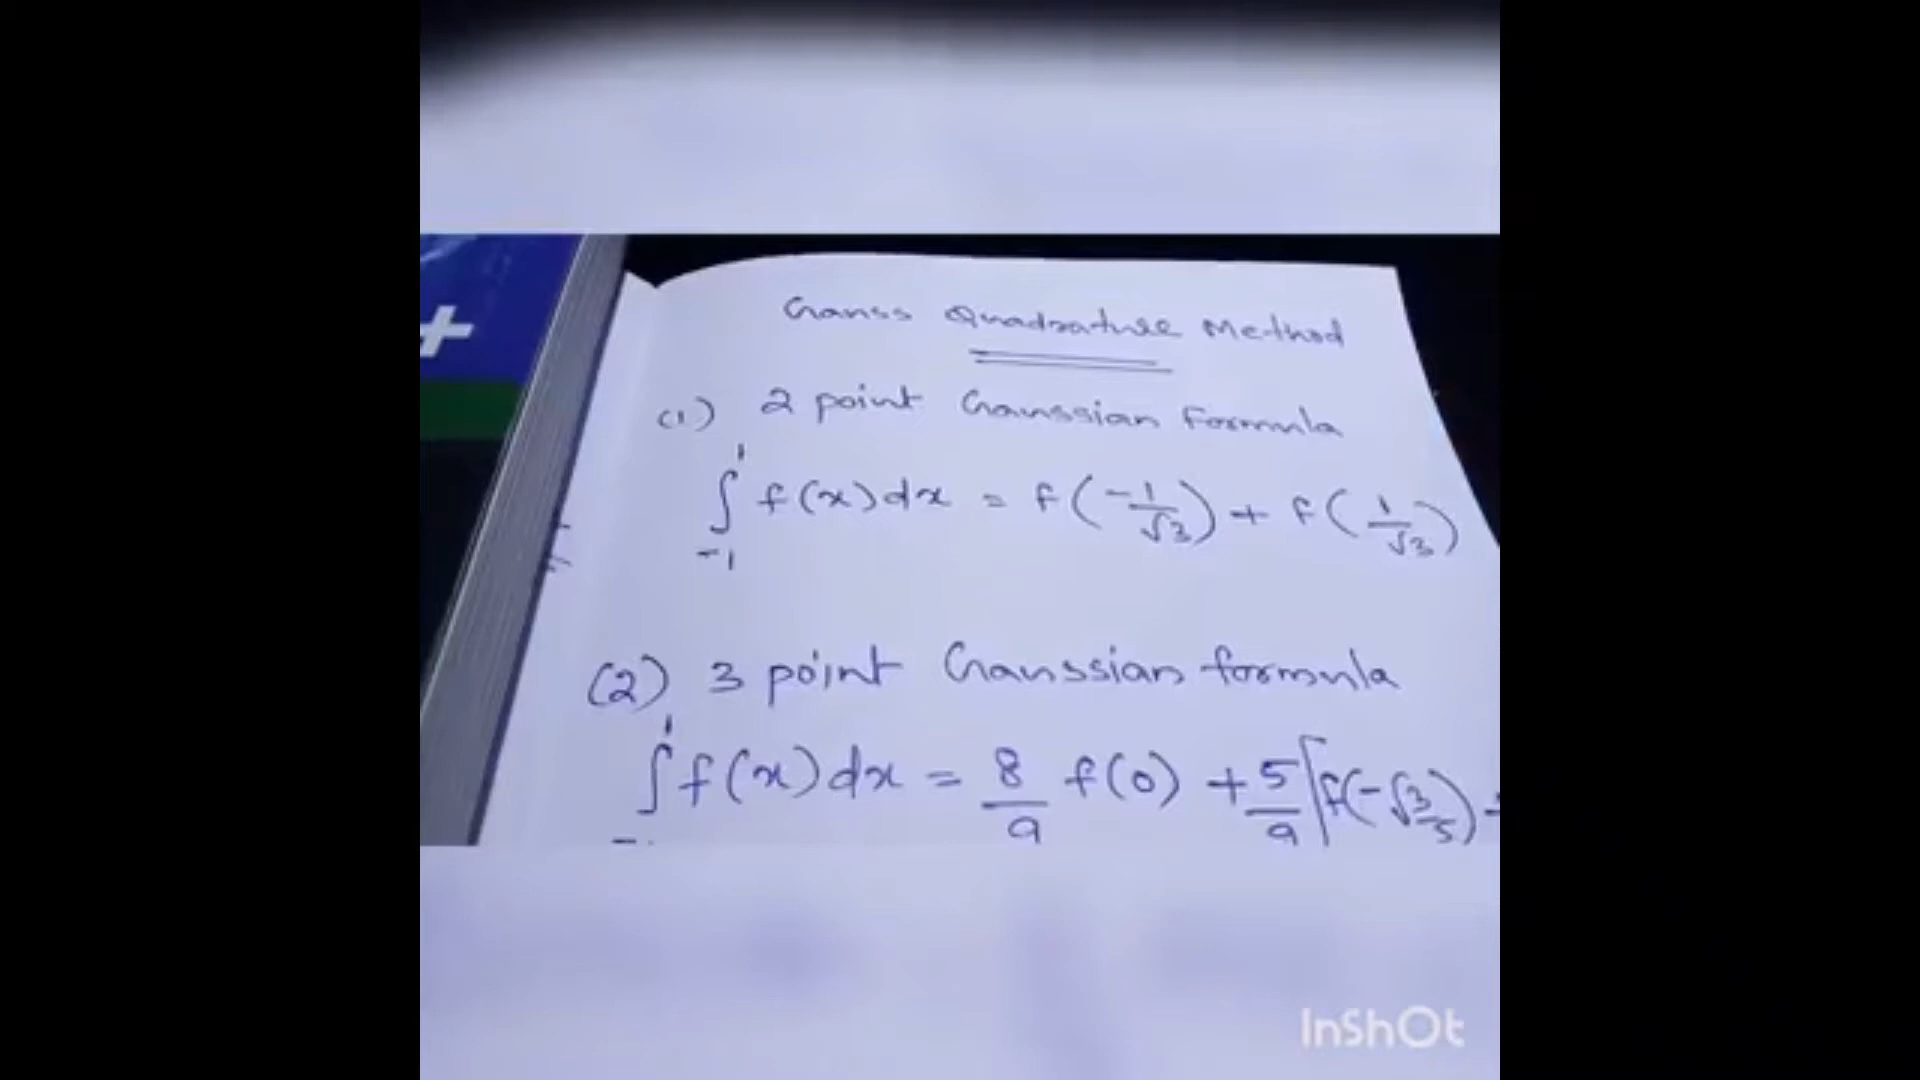 +
Gauss Quadrature Method
(1) 2 point Gaussian Formula
∫₋₁¹ f(x)dx = f(-1/√3) + f(1/√3)
(2) 3 point Gaussian formula
∫₋¹ f(x)dx = 8/9 f(0) + 5/9 [f(-√3/5) +
InShOt